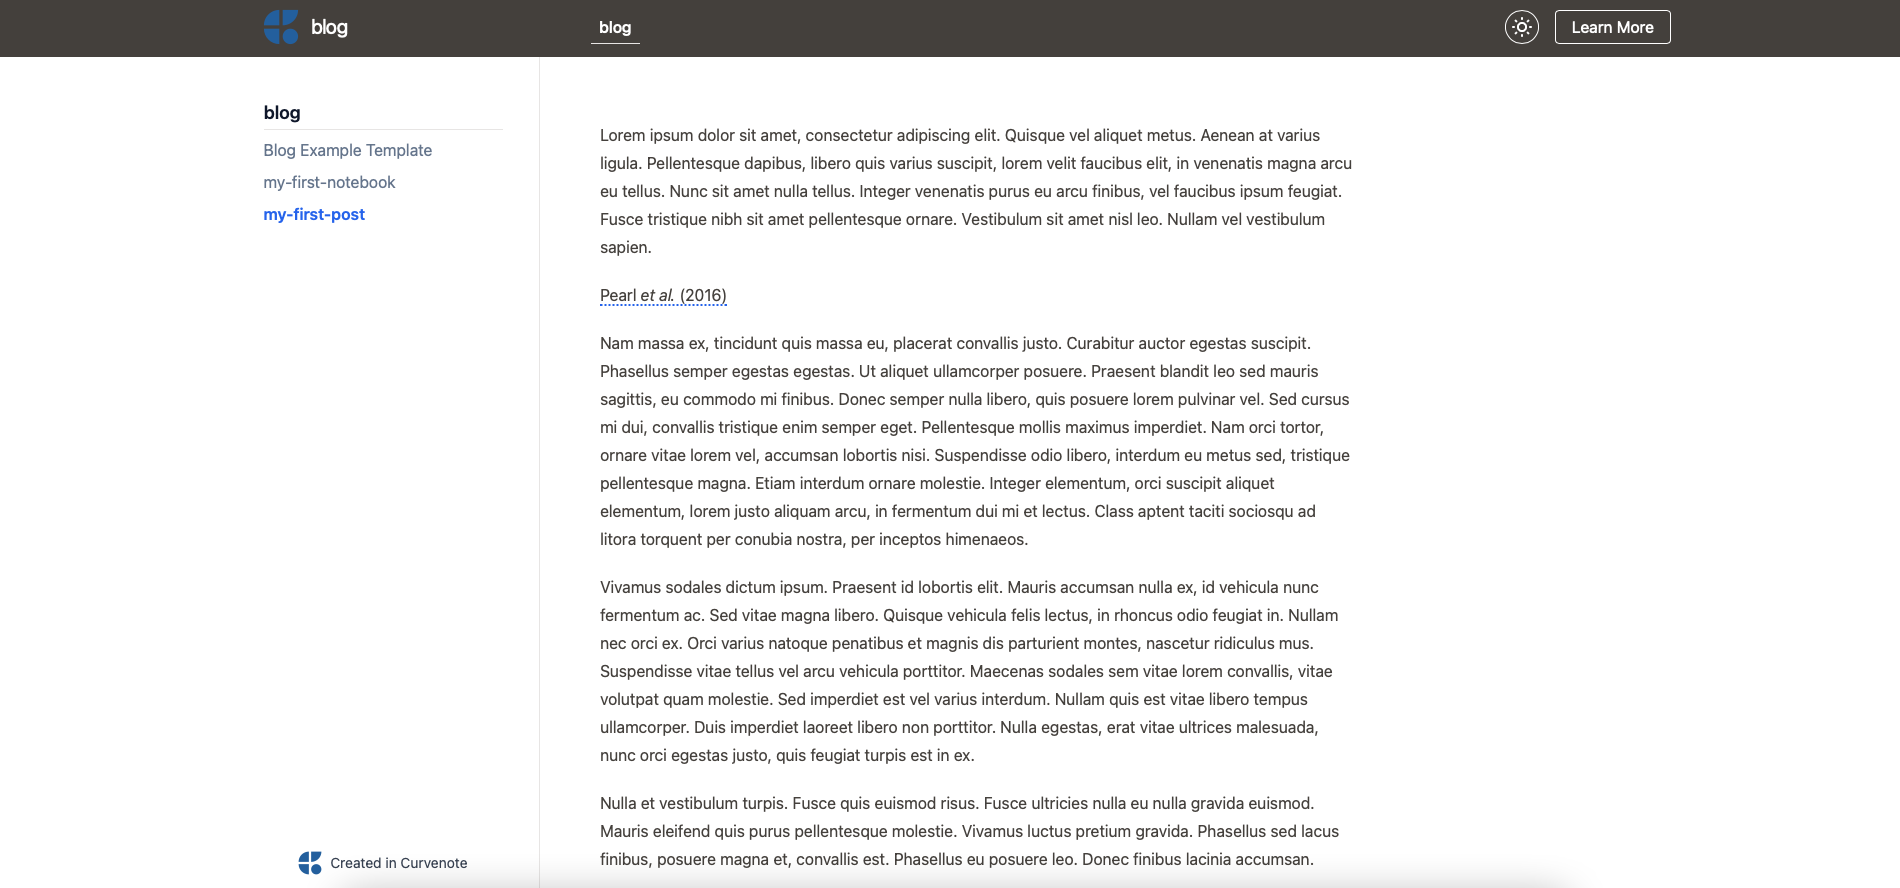 blog
blog
Learn More
blog
Blog Example Template
my-first-notebook
my-first-post
Lorem ipsum dolor sit amet, consectetur adipiscing elit. Quisque vel aliquet metus. Aenean at varius
ligula. Pellentesque dapibus, libero quis varius suscipit, lorem velit faucibus elit, in venenatis magna arcu
eu tellus. Nunc sit amet nulla tellus. Integer venenatis purus eu arcu finibus, vel faucibus ipsum feugiat.
Fusce tristique nibh sit amet pellentesque ornare. Vestibulum sit amet nisl leo. Nullam vel vestibulum
sapien.
Pearl et al. (2016)
Nam massa ex, tincidunt quis massa eu, placerat convallis justo. Curabitur auctor egestas suscipit.
Phasellus semper egestas egestas. Ut aliquet ullamcorper posuere. Praesent blandit leo sed mauris
sagittis, eu commodo mi finibus. Donec semper nulla libero, quis posuere lorem pulvinar vel. Sed cursus
mi dui, convallis tristique enim semper eget. Pellentesque mollis maximus imperdiet. Nam orci tortor,
ornare vitae lorem vel, accumsan lobortis nisi. Suspendisse odio libero, interdum eu metus sed, tristique
pellentesque magna. Etiam interdum ornare molestie. Integer elementum, orci suscipit aliquet
elementum, lorem justo aliquam arcu, in fermentum dui mi et lectus. Class aptent taciti sociosqu ad
litora torquent per conubia nostra, per inceptos himenaeos.
Vivamus sodales dictum ipsum. Praesent id lobortis elit. Mauris accumsan nulla ex, id vehicula nunc
fermentum ac. Sed vitae magna libero. Quisque vehicula felis lectus, in rhoncus odio feugiat in. Nullam
nec orci ex. Orci varius natoque penatibus et magnis dis parturient montes, nascetur ridiculus mus.
Suspendisse vitae tellus vel arcu vehicula porttitor. Maecenas sodales sem vitae lorem convallis, vitae
volutpat quam molestie. Sed imperdiet est vel varius interdum. Nullam quis est vitae libero tempus
ullamcorper. Duis imperdiet laoreet libero non porttitor. Nulla egestas, erat vitae ultrices malesuada,
nunc orci egestas justo, quis feugiat turpis est in ex.
Nulla et vestibulum turpis. Fusce quis euismod risus. Fusce ultricies nulla eu nulla gravida euismod.
Mauris eleifend quis purus pellentesque molestie. Vivamus luctus pretium gravida. Phasellus sed lacus
finibus, posuere magna et, convallis est. Phasellus eu posuere leo. Donec finibus lacinia accumsan.
Created in Curvenote